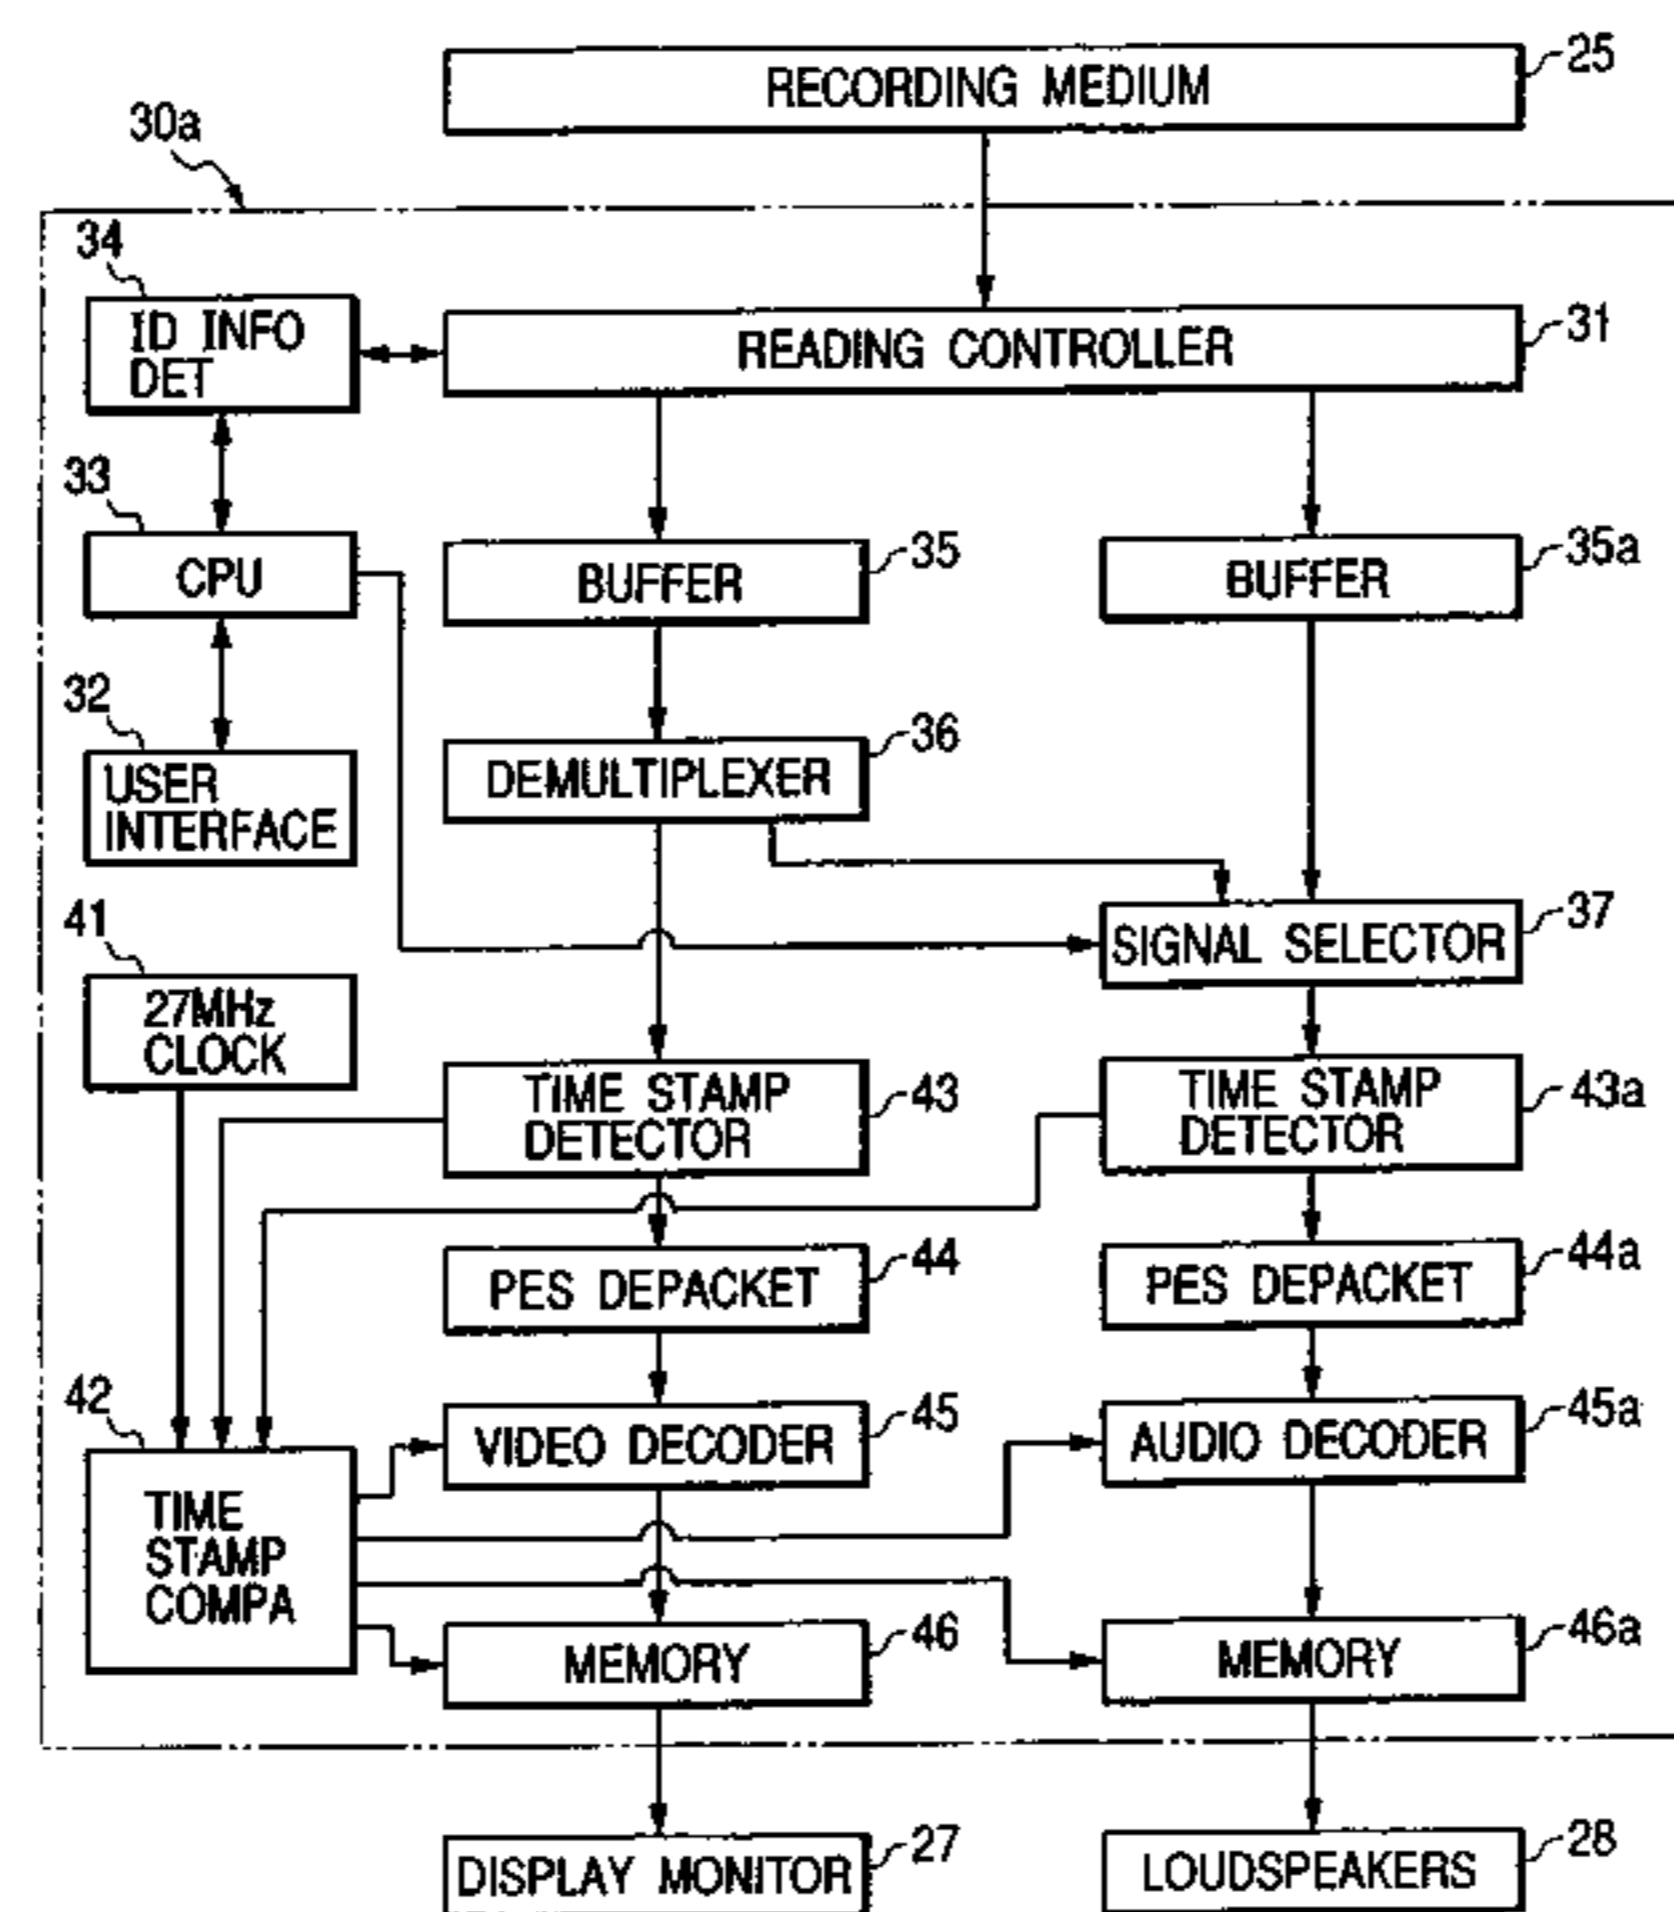 RECORDING MEDIUM
25
30a
34
ID INFO
DET
READING CONTROLLER
31
33
CPU
BUFFER
35
BUFFER
35a
32
USER
INTERFACE
DEMULTIPLEXER
36
SIGNAL SELECTOR
37
41
27MHz
CLOCK
TIME STAMP
DETECTOR
43
TIME STAMP
DETECTOR
43a
PES DEPACKET
44
PES DEPACKET
44a
42
TIME
STAMP
COMPA
VIDEO DECODER
45
AUDIO DECODER
45a
MEMORY
46
MEMORY
46a
DISPLAY MONITOR
27
LOUDSPEAKERS
28